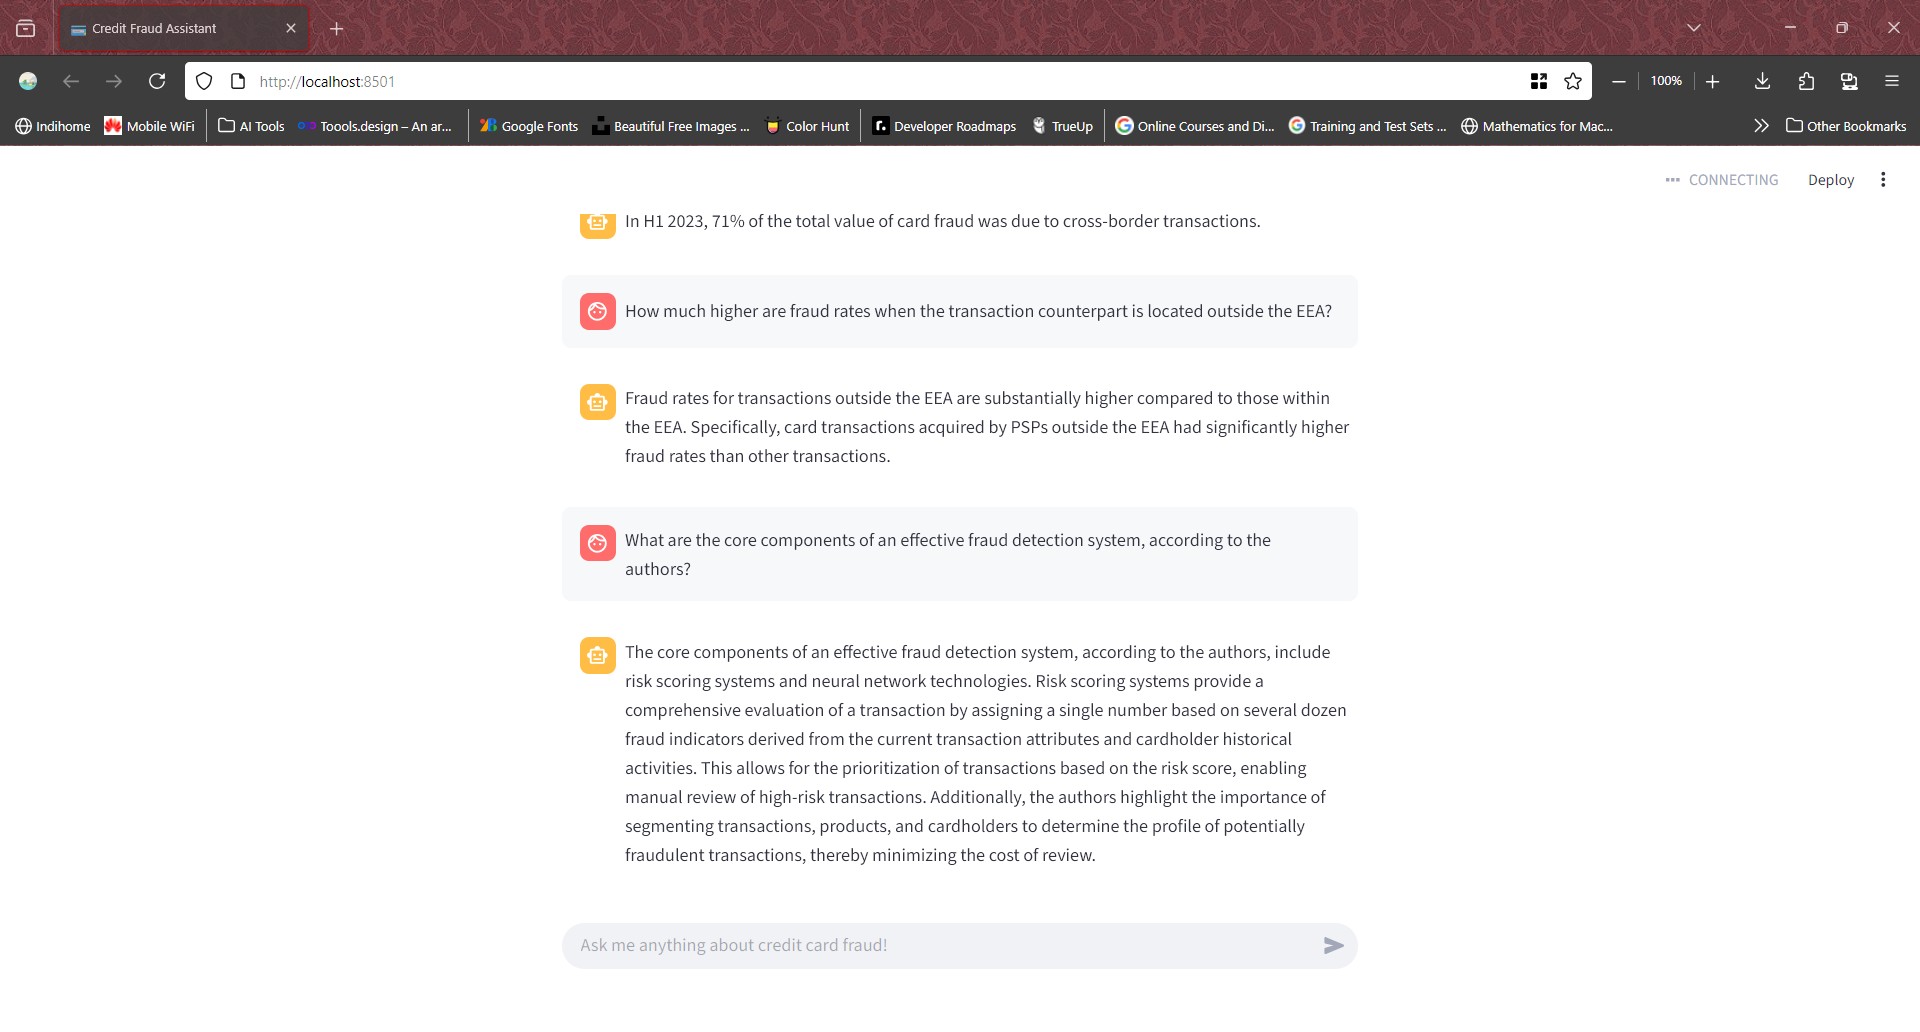 Credit Fraud Assistant
http://localhost:8501
100%
Indihome
Mobile WiFi
AI Tools
Toools.design – An ar...
Google Fonts
Beautiful Free Images ...
Color Hunt
Developer Roadmaps
TrueUp
Online Courses and Di...
Training and Test Sets ...
Mathematics for Mac...
Other Bookmarks
CONNECTING
Deploy
In H1 2023, 71% of the total value of card fraud was due to cross-border transactions.
How much higher are fraud rates when the transaction counterpart is located outside the EEA?
Fraud rates for transactions outside the EEA are substantially higher compared to those within
the EEA. Specifically, card transactions acquired by PSPs outside the EEA had significantly higher
fraud rates than other transactions.
What are the core components of an effective fraud detection system, according to the
authors?
The core components of an effective fraud detection system, according to the authors, include
risk scoring systems and neural network technologies. Risk scoring systems provide a
comprehensive evaluation of a transaction by assigning a single number based on several dozen
fraud indicators derived from the current transaction attributes and cardholder historical
activities. This allows for the prioritization of transactions based on the risk score, enabling
manual review of high-risk transactions. Additionally, the authors highlight the importance of
segmenting transactions, products, and cardholders to determine the profile of potentially
fraudulent transactions, thereby minimizing the cost of review.
Ask me anything about credit card fraud!